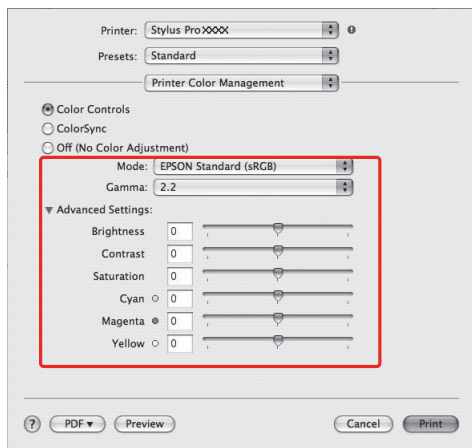 Printer: Stylus Pro XXXX
Presets: Standard
Printer Color Management
Color Controls
ColorSync
Off (No Color Adjustment)
Mode: EPSON Standard (sRGB)
Gamma: 2.2
Advanced Settings:
Brightness 0
Contrast 0
Saturation 0
Cyan 0
Magenta 0
Yellow 0
? PDF Preview Cancel Print